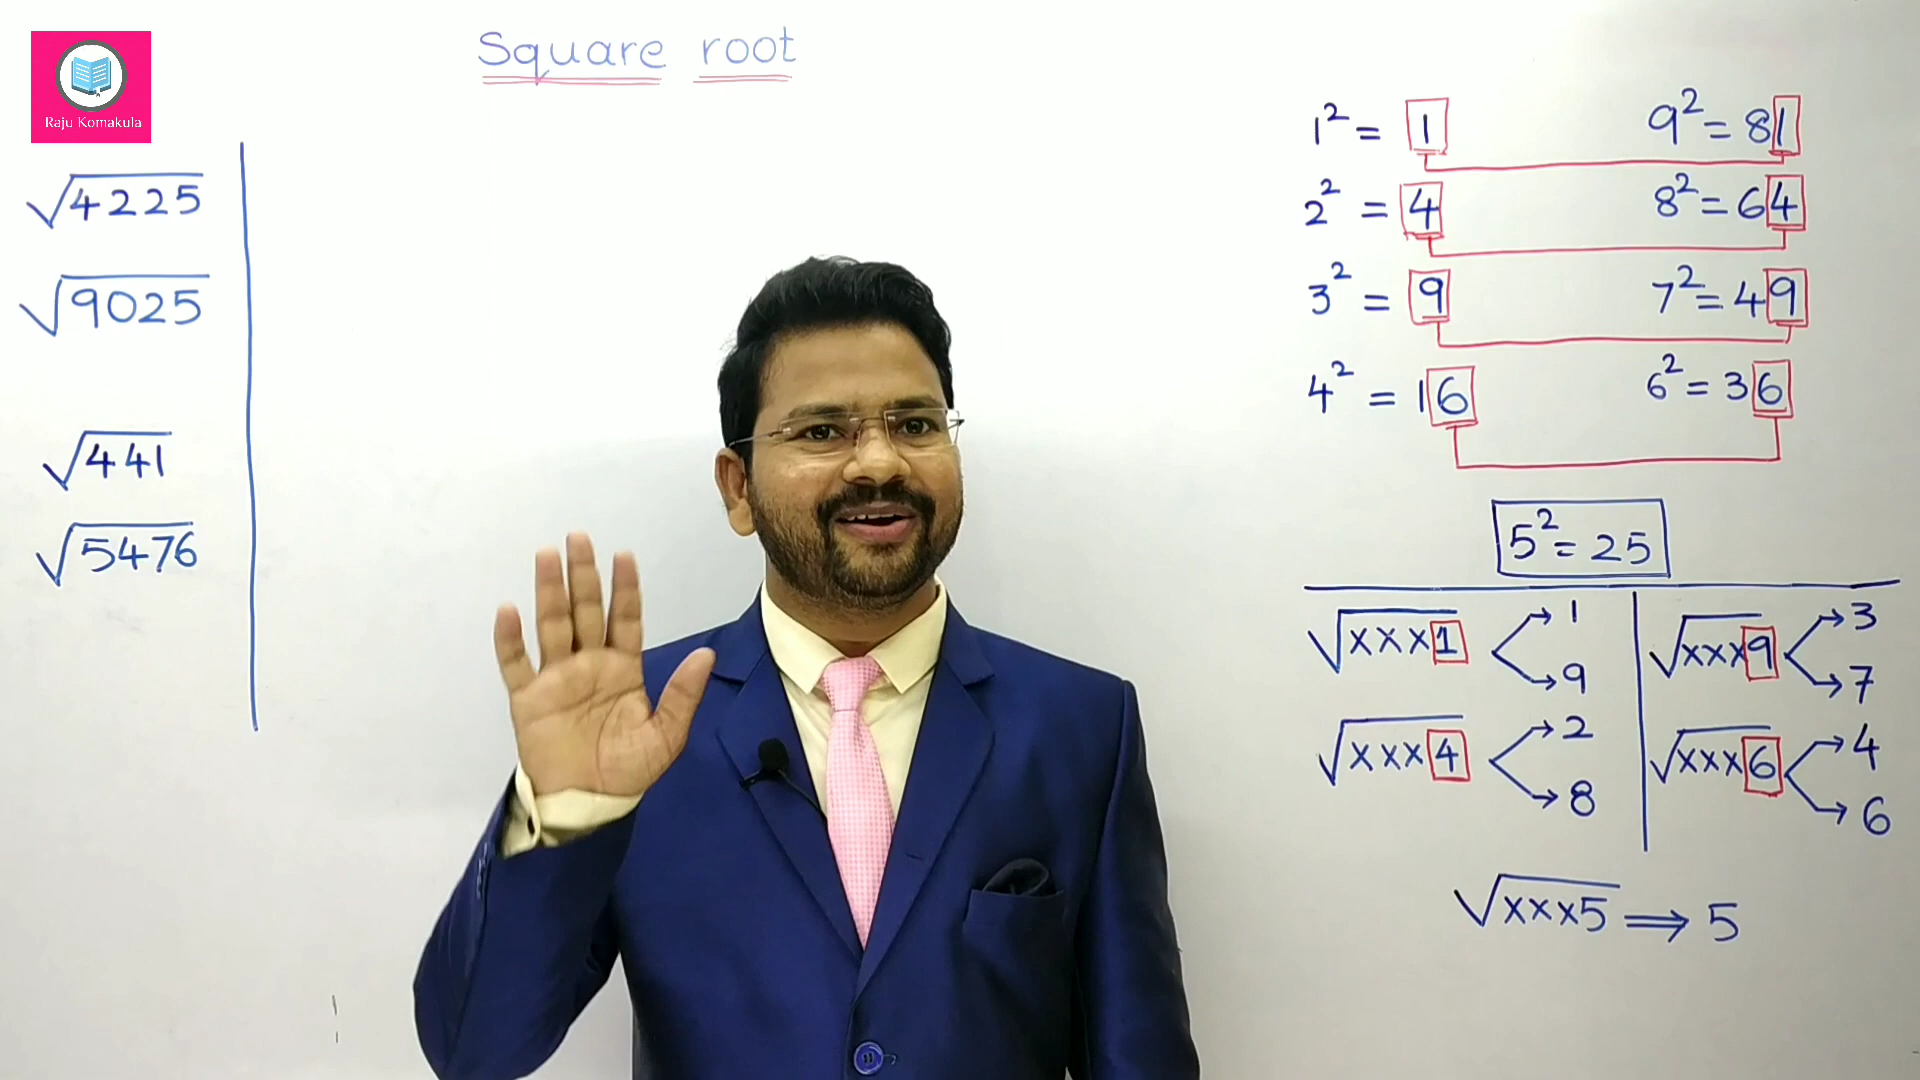 Raju Komakula
Square root
√4225
√9025
√441
√5476
1² = 1
9² = 81
2² = 4
8² = 64
3² = 9
7² = 49
4² = 16
6² = 36
5² = 25
√xxx1 → 1
→ 9
√xxx4 → 2
→ 8
√xxx9 → 3
→ 7
√xxx6 → 4
→ 6
√xxx5 ⇒ 5